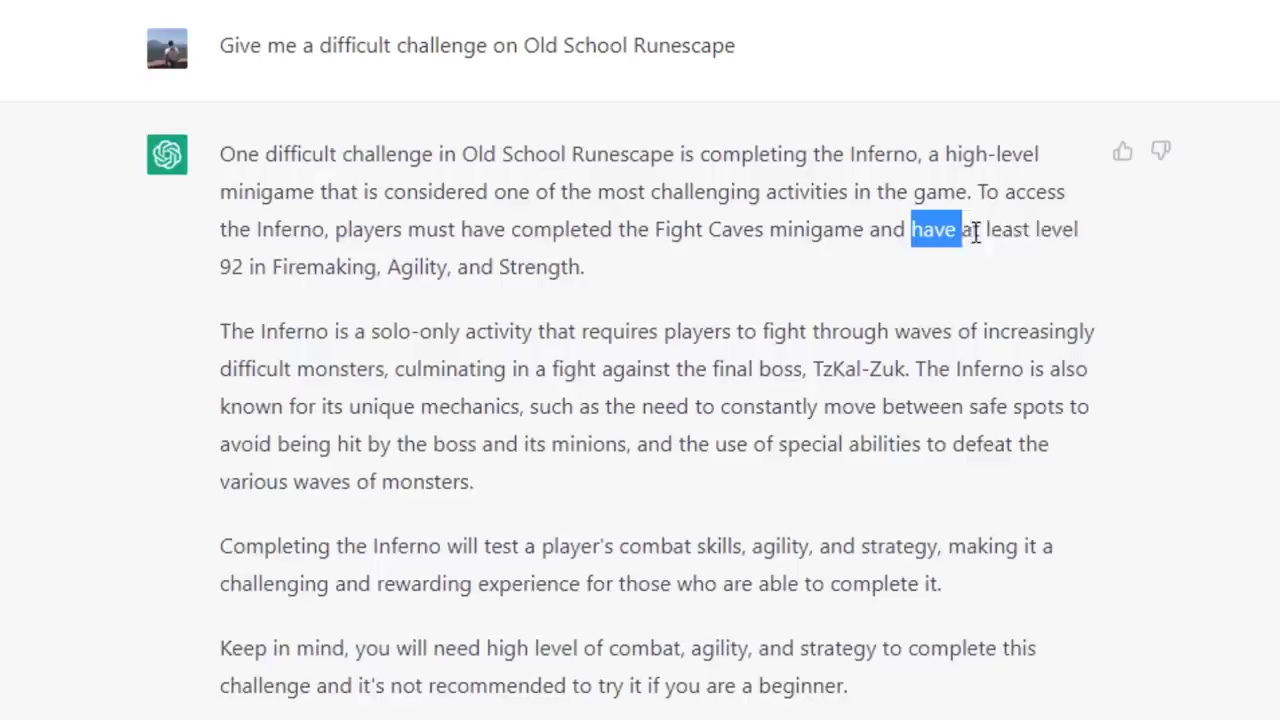 Give me a difficult challenge on Old School Runescape
One difficult challenge in Old School Runescape is completing the Inferno, a high-level
minigame that is considered one of the most challenging activities in the game. To access
the Inferno, players must have completed the Fight Caves minigame and have at least level
92 in Firemaking, Agility, and Strength.
The Inferno is a solo-only activity that requires players to fight through waves of increasingly
difficult monsters, culminating in a fight against the final boss, TzKal-Zuk. The Inferno is also
known for its unique mechanics, such as the need to constantly move between safe spots to
avoid being hit by the boss and its minions, and the use of special abilities to defeat the
various waves of monsters.
Completing the Inferno will test a player's combat skills, agility, and strategy, making it a
challenging and rewarding experience for those who are able to complete it.
Keep in mind, you will need high level of combat, agility, and strategy to complete this
challenge and it's not recommended to try it if you are a beginner.